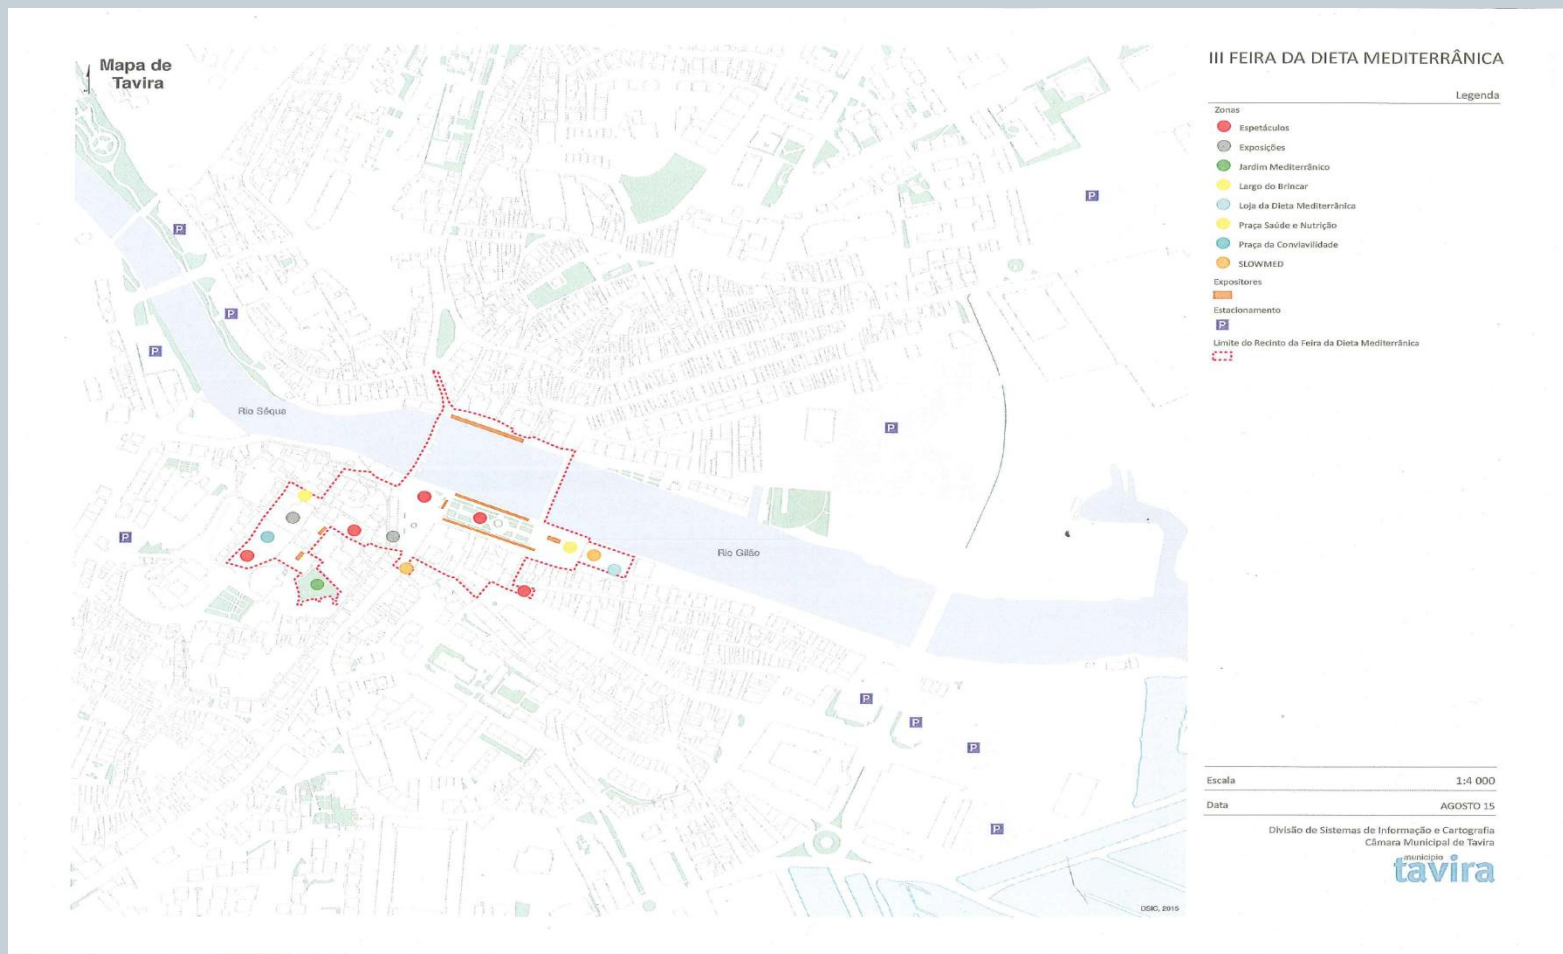 Mapa de
Tavira
Rio Séqua
Rio Gilão
P
P
P
P
P
P
P
P
P
P
DSIC, 2015
III FEIRA DA DIETA MEDITERRÂNICA
Legenda
Zonas
Espetáculos
Exposições
Jardim Mediterrânico
Largo do Brincar
Loja da Dieta Mediterrânica
Praça Saúde e Nutrição
Praça da Conviavilidade
SLOWMED
Expositores
Estacionamento
P
Limite do Recinto da Feira da Dieta Mediterrânica
Escala 1:4 000
Data AGOSTO 15
Divisão de Sistemas de Informação e Cartografia
Câmara Municipal de Tavira
município
tavira